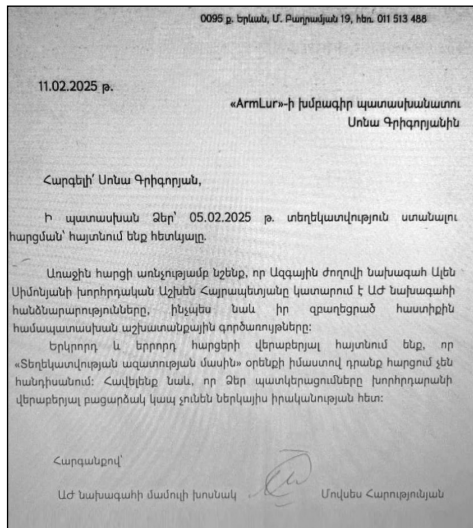 0095 ք. Երևան, Մ. Բաղրամյան 19, հեռ. 011 513 488
11.02.2025 թ.
«ArmLur»-ի խմբագիր պատասխանատու
Սոնա Գրիգորյանին
Հարգելի՛ Սոնա Գրիգորյան,
Ի պատասխան Ձեր՝ 05.02.2025 թ. տեղեկատվություն ստանալու
հարցման՝ հայտնում ենք հետևյալը.
Առաջին հարցի առնչությամբ նշենք, որ Ազգային ժողովի նախագահ Ալեն
Սիմոնյանի խորհրդական Աշխեն Հայրապետյանը կատարում է ԱԺ նախագահի
հանձնարարությունները, ինչպես նաև իր զբաղեցրած հաստիքին
համապատասխան աշխատանքային գործառույթները:
Երկրորդ և երրորդ հարցերի վերաբերյալ հայտնում ենք, որ
«Տեղեկատվության ազատության մասին» օրենքի իմաստով դրանք հարցում չեն
հանդիսանում: Հավելենք նաև, որ Ձեր պատկերացումները խորհրդարանի
վերաբերյալ բացարձակ կապ չունեն ներկայիս իրականության հետ:
Հարգանքով՝
ԱԺ նախագահի մամուլի խոսնակ Մովսես Հարությունյան